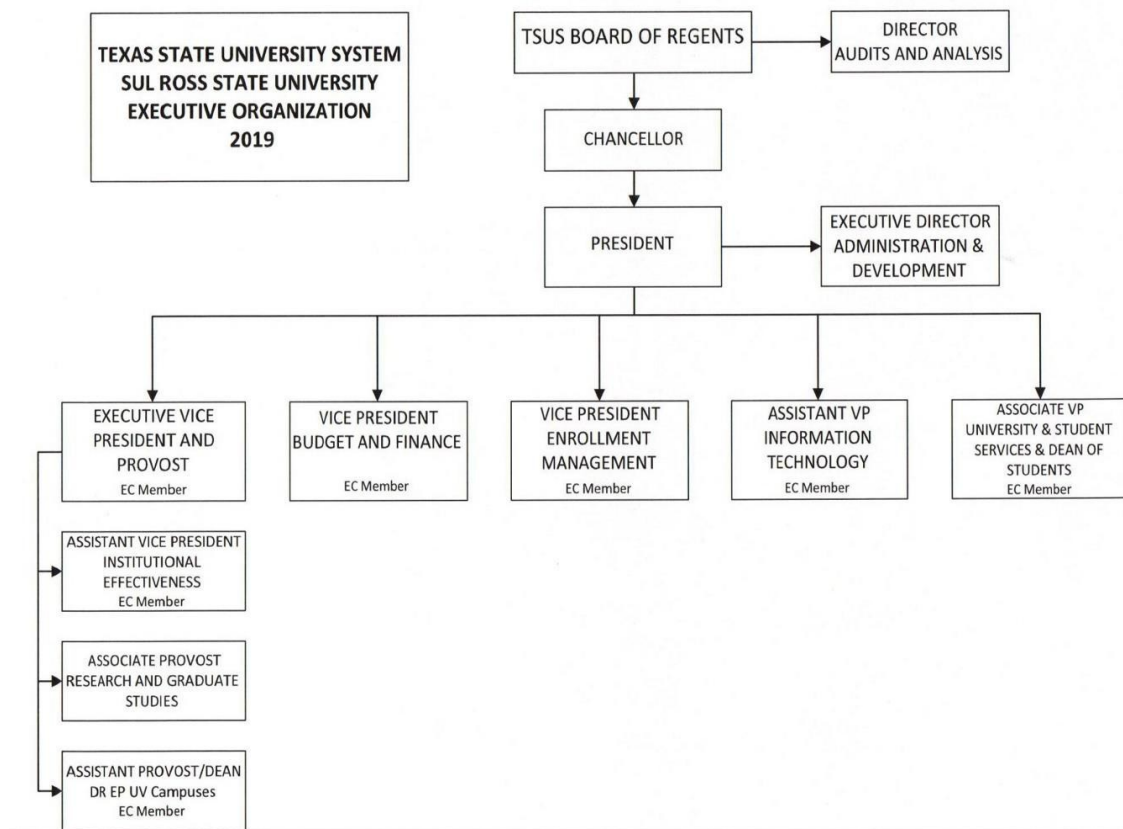 TEXAS STATE UNIVERSITY SYSTEM
SUL ROSS STATE UNIVERSITY
EXECUTIVE ORGANIZATION
2019
TSUS BOARD OF REGENTS
DIRECTOR
AUDITS AND ANALYSIS
CHANCELLOR
PRESIDENT
EXECUTIVE DIRECTOR
ADMINISTRATION &
DEVELOPMENT
EXECUTIVE VICE
PRESIDENT AND
PROVOST
EC Member
VICE PRESIDENT
BUDGET AND FINANCE
EC Member
VICE PRESIDENT
ENROLLMENT
MANAGEMENT
EC Member
ASSISTANT VP
INFORMATION
TECHNOLOGY
EC Member
ASSOCIATE VP
UNIVERSITY & STUDENT
SERVICES & DEAN OF
STUDENTS
EC Member
ASSISTANT VICE PRESIDENT
INSTITUTIONAL
EFFECTIVENESS
EC Member
ASSOCIATE PROVOST
RESEARCH AND GRADUATE
STUDIES
ASSISTANT PROVOST/DEAN
DR EP UV Campuses
EC Member